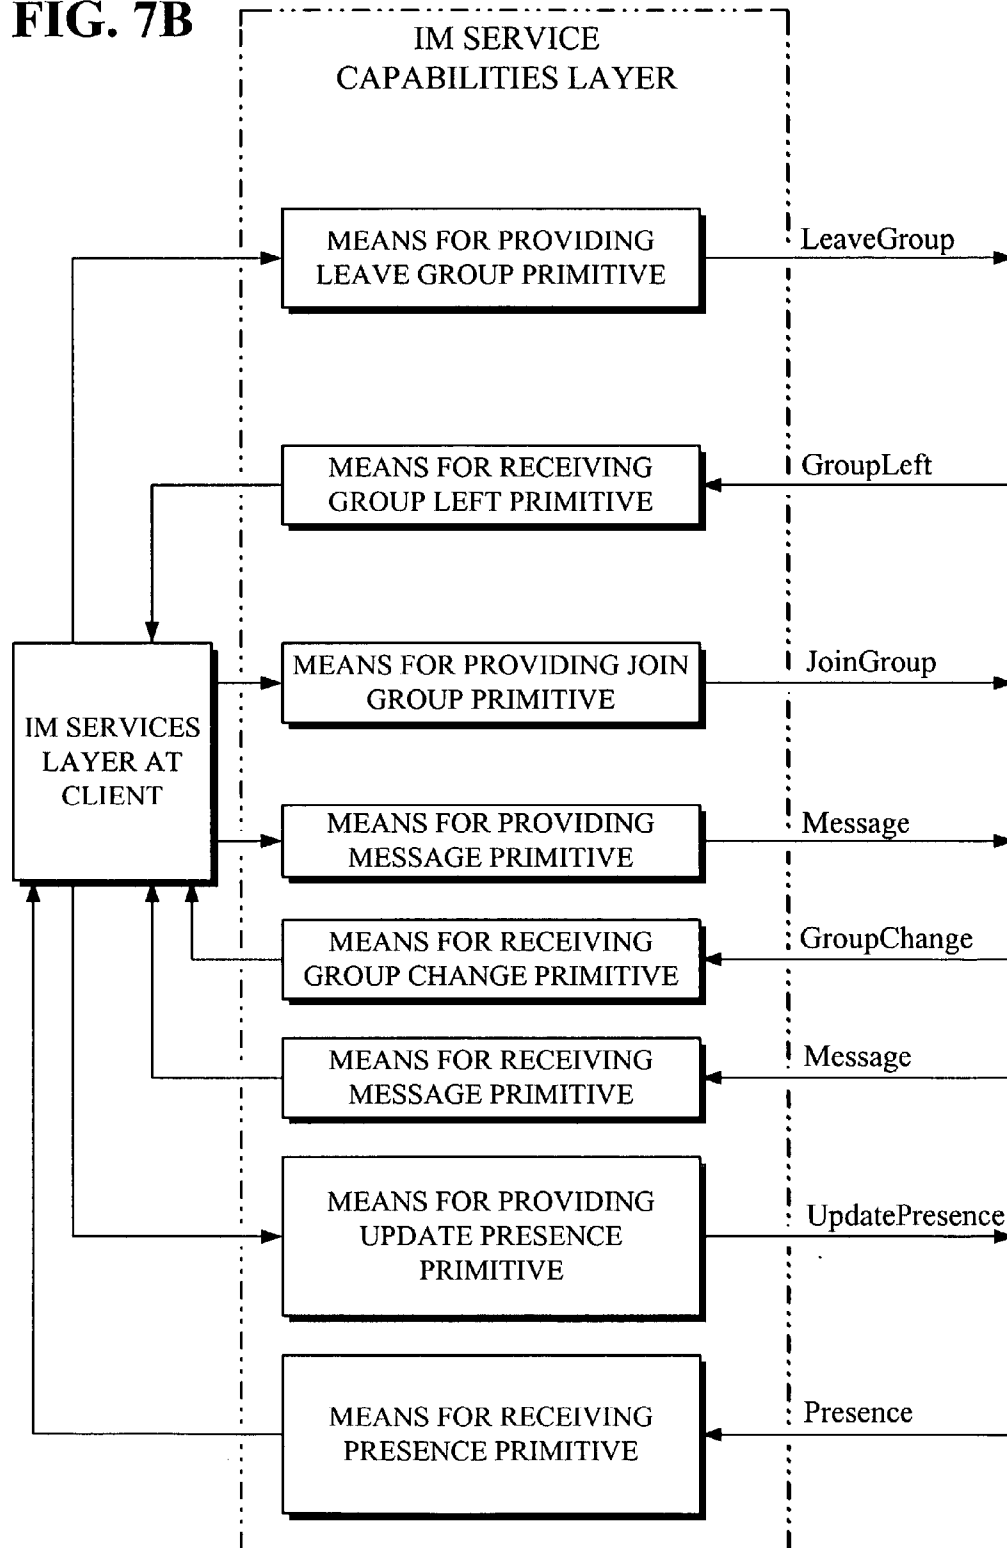 FIG. 7B
IM SERVICE
CAPABILITIES LAYER
MEANS FOR PROVIDING
LEAVE GROUP PRIMITIVE
LeaveGroup
MEANS FOR RECEIVING
GROUP LEFT PRIMITIVE
GroupLeft
IM SERVICES
LAYER AT
CLIENT
MEANS FOR PROVIDING JOIN
GROUP PRIMITIVE
JoinGroup
MEANS FOR PROVIDING
MESSAGE PRIMITIVE
Message
MEANS FOR RECEIVING
GROUP CHANGE PRIMITIVE
GroupChange
MEANS FOR RECEIVING
MESSAGE PRIMITIVE
Message
MEANS FOR PROVIDING
UPDATE PRESENCE
PRIMITIVE
UpdatePresence
MEANS FOR RECEIVING
PRESENCE PRIMITIVE
Presence